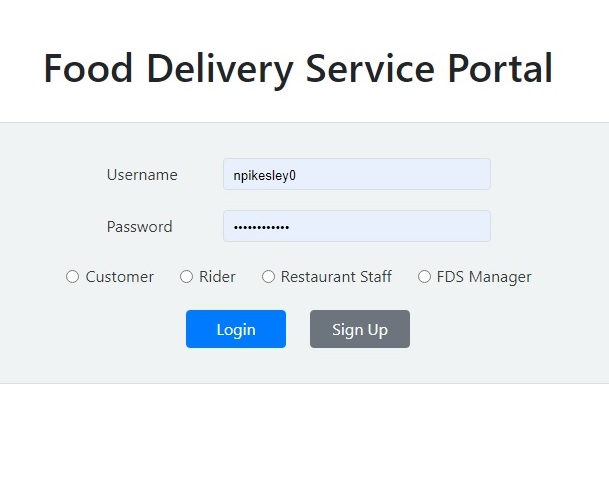 Food Delivery Service Portal
Username npikesley0
Password ••••••••••••
Customer Rider Restaurant Staff FDS Manager
Login Sign Up